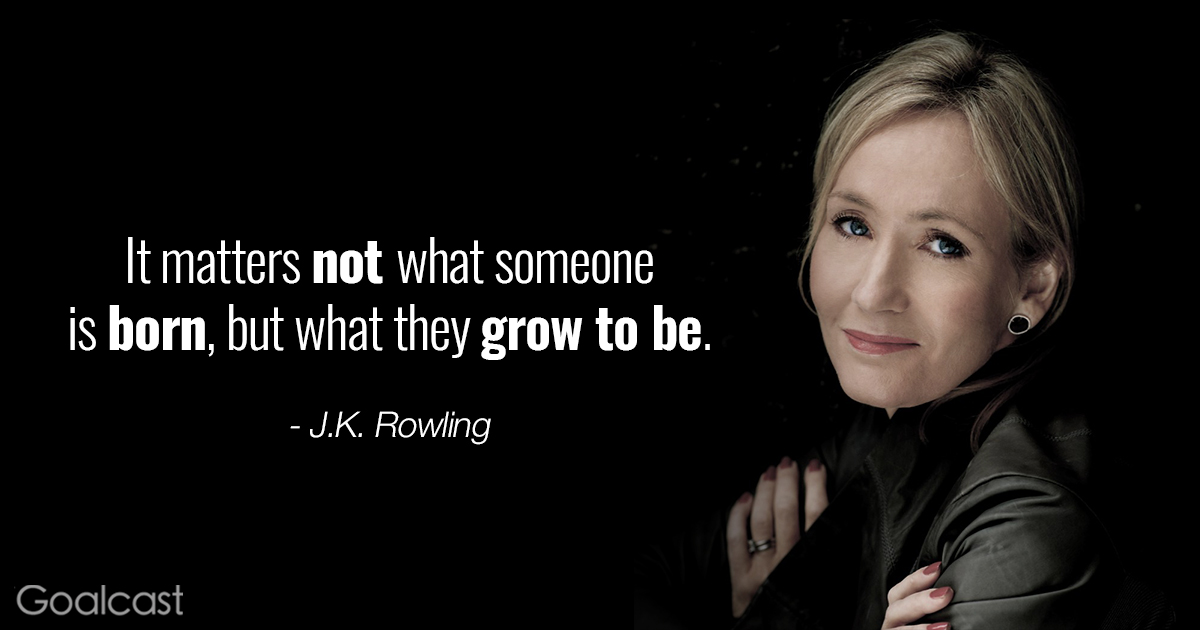 It matters not what someone
is born, but what they grow to be.
- J.K. Rowling
Goalcast